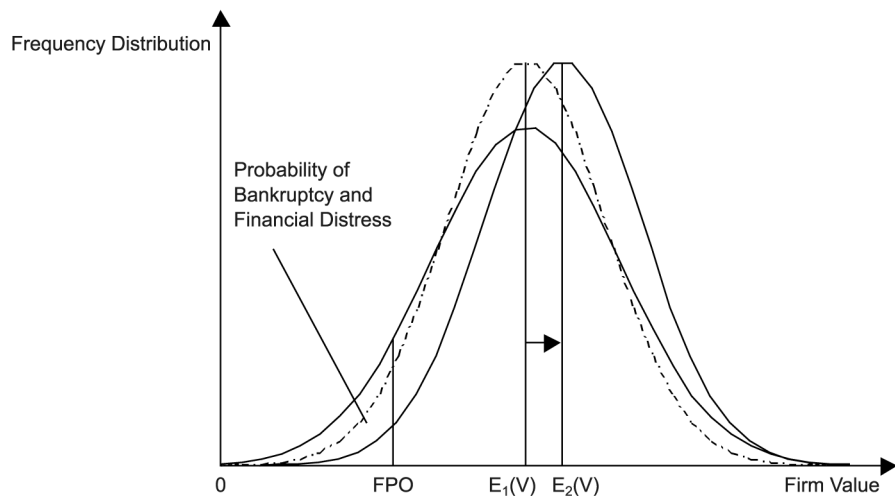 Frequency Distribution
Probability of
Bankruptcy and
Financial Distress
0
FPO
E₁(V)
E₂(V)
Firm Value